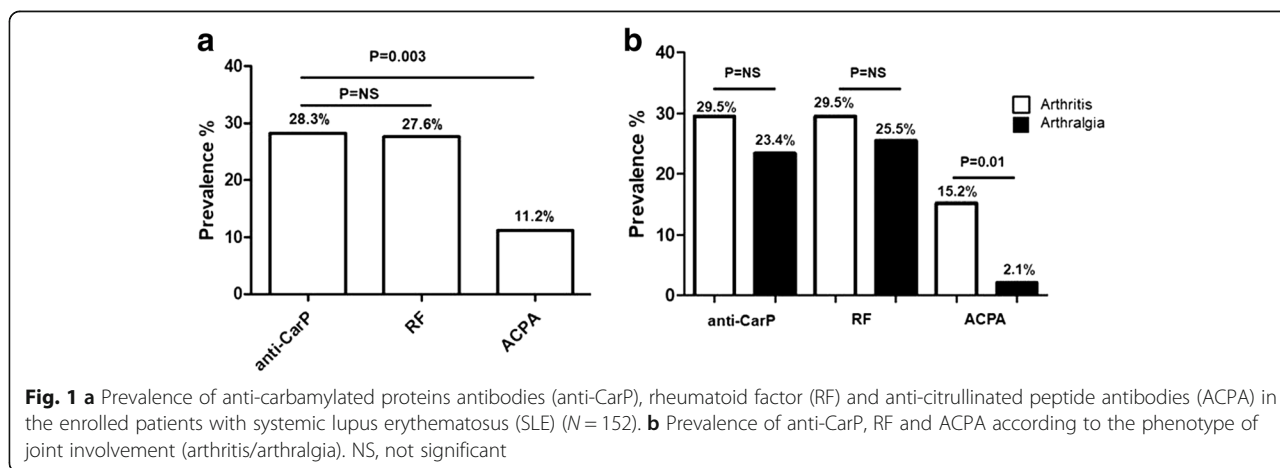 a
P=0.003
P=NS
28.3%
27.6%
11.2%
40
30
20
10
0
Prevalence %
anti-CarP
RF
ACPA
b
P=NS
P=NS
P=0.01
Arthritis
Arthralgia
29.5%
23.4%
29.5%
25.5%
15.2%
2.1%
40
30
20
10
0
Prevalence %
anti-CarP
RF
ACPA
Fig. 1 a Prevalence of anti-carbamylated proteins antibodies (anti-CarP), rheumatoid factor (RF) and anti-citrullinated peptide antibodies (ACPA) in
the enrolled patients with systemic lupus erythematosus (SLE) (N = 152). b Prevalence of anti-CarP, RF and ACPA according to the phenotype of
joint involvement (arthritis/arthralgia). NS, not significant